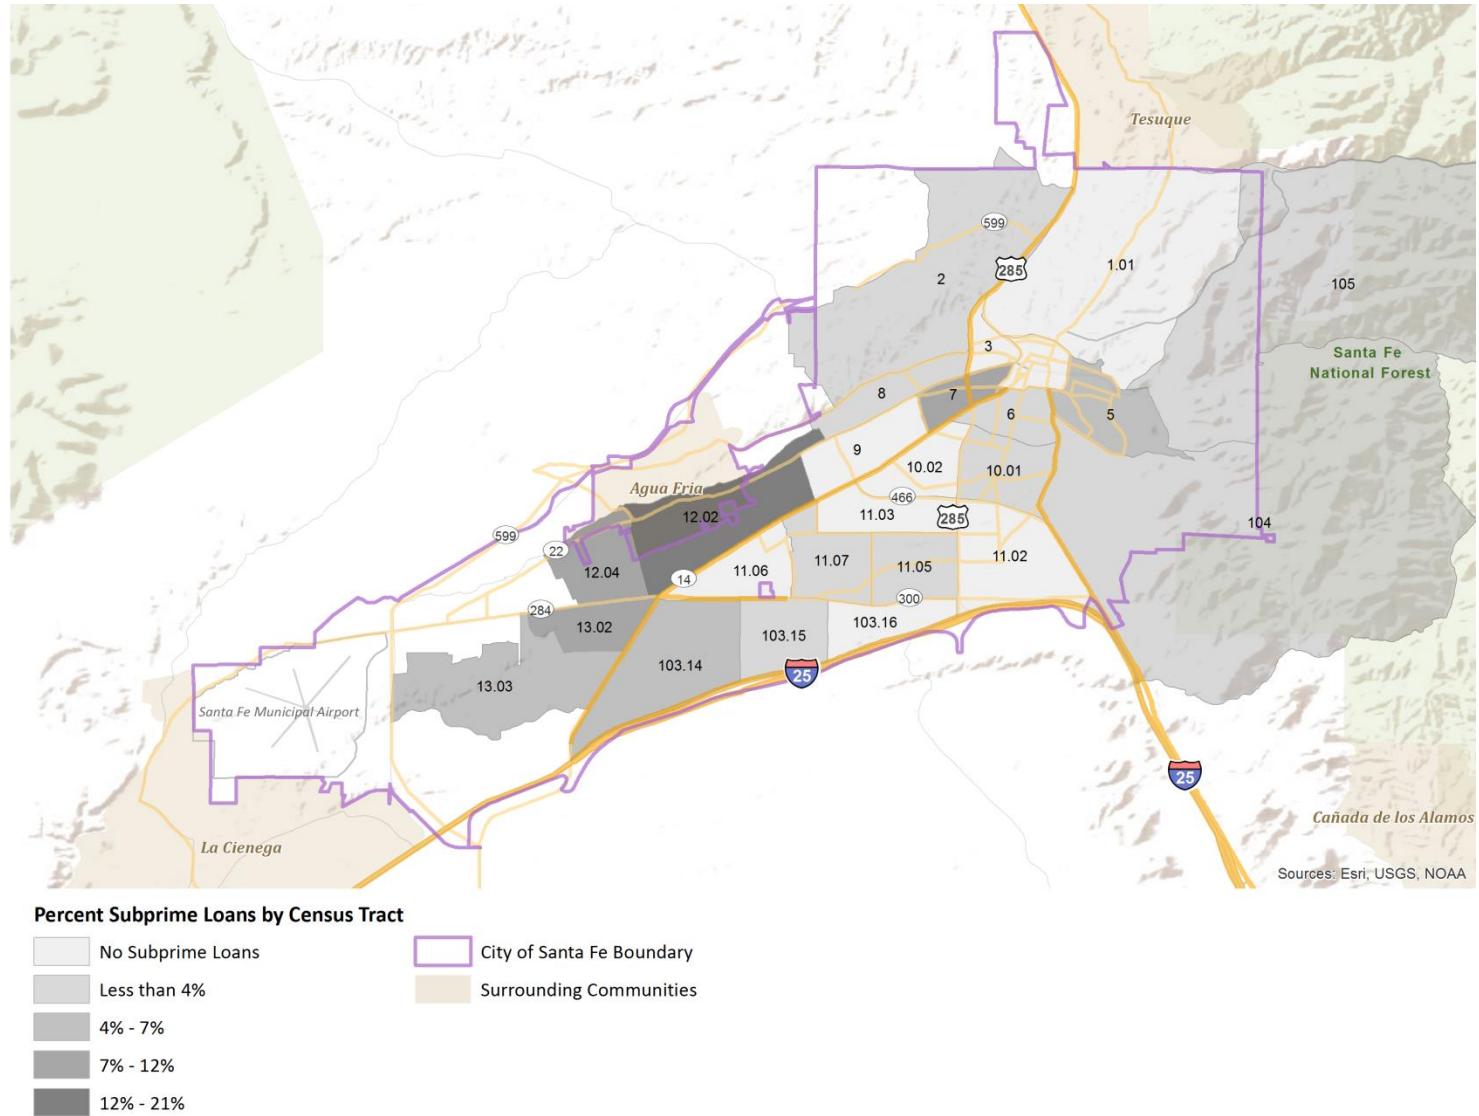 Tesuque
599
285
1.01
2
105
3
Santa Fe
National Forest
8
7
6
5
9
10.02
10.01
Agua Fria
466
12.02
11.03
285
104
599
22
12.04
14
11.06
11.07
11.05
11.02
284
300
13.02
103.15
103.16
103.14
25
13.03
Santa Fe Municipal Airport
25
La Cienega
Cañada de los Alamos
Sources: Esri, USGS, NOAA
Percent Subprime Loans by Census Tract
No Subprime Loans
City of Santa Fe Boundary
Less than 4%
Surrounding Communities
4% - 7%
7% - 12%
12% - 21%